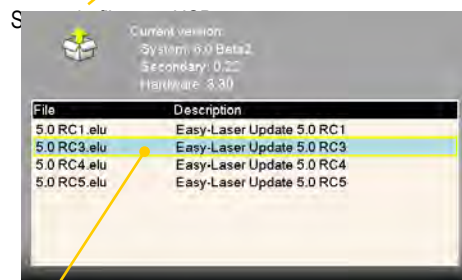 Current version:
System: 6.0 Beta2
Secondary: 0.22
Hardware: 3.30
File Description
5.0 RC1.elu Easy-Laser Update 5.0 RC1
5.0 RC3.elu Easy-Laser Update 5.0 RC3
5.0 RC4.elu Easy-Laser Update 5.0 RC4
5.0 RC5.elu Easy-Laser Update 5.0 RC5